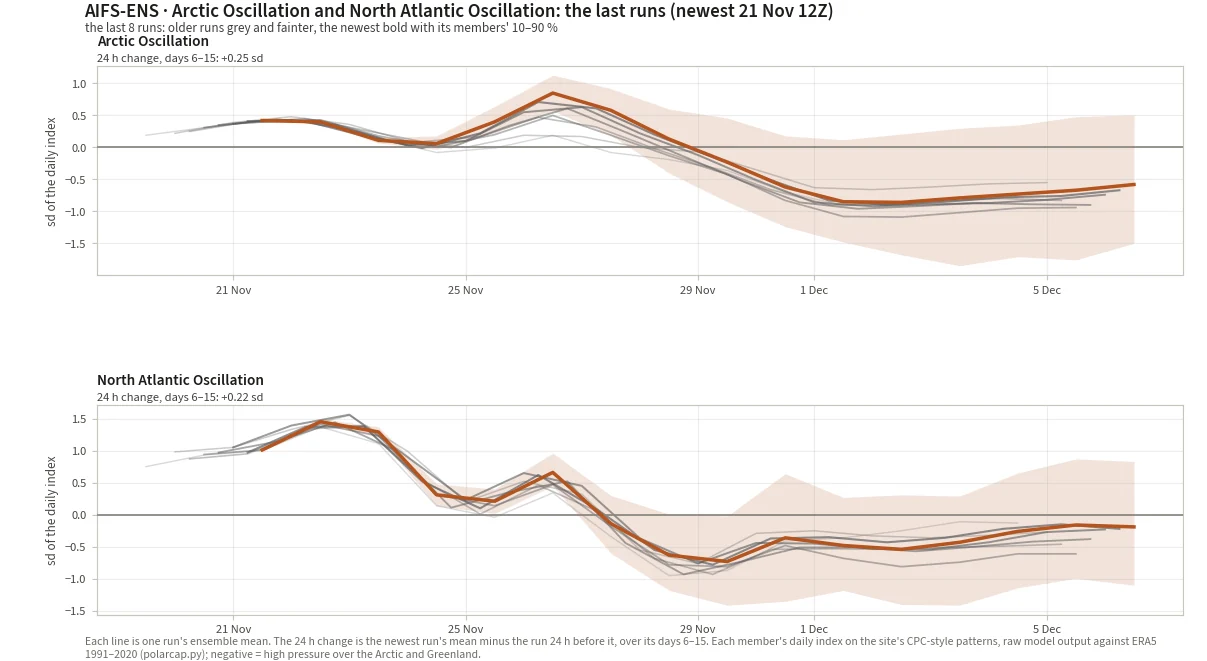 AIFS-ENS · Arctic Oscillation and North Atlantic Oscillation: the last runs (newest 21 Nov 12Z)
the last 8 runs: older runs grey and fainter, the newest bold with its members' 10–90 %
Arctic Oscillation
24 h change, days 6–15: +0.25 sd
1.0
0.5
0.0
−0.5
−1.0
−1.5
sd of the daily index
21 Nov
25 Nov
29 Nov
1 Dec
5 Dec
North Atlantic Oscillation
24 h change, days 6–15: +0.22 sd
1.5
1.0
0.5
0.0
−0.5
−1.0
−1.5
sd of the daily index
21 Nov
25 Nov
29 Nov
1 Dec
5 Dec
Each line is one run's ensemble mean. The 24 h change is the newest run's mean minus the run 24 h before it, over its days 6–15. Each member's daily index on the site's CPC-style patterns, raw model output against ERA5
1991–2020 (polarcap.py); negative = high pressure over the Arctic and Greenland.